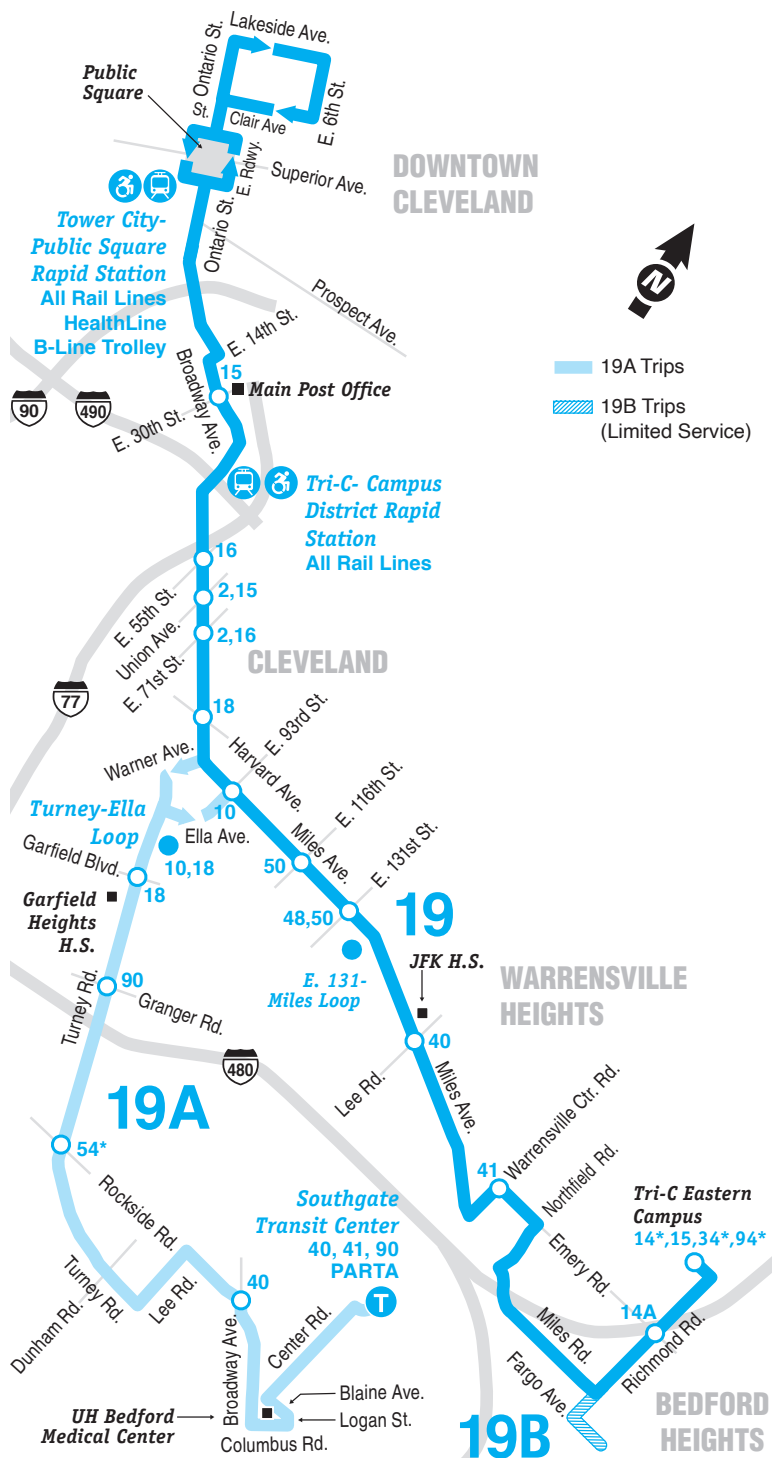 Lakeside Ave.
Ontario St.
Public
Square
E. 6th St.
St.
Clair Ave
E. Rdwy.
Superior Ave.
DOWNTOWN
CLEVELAND
Tower City-
Public Square
Rapid Station
All Rail Lines
HealthLine
B-Line Trolley
Ontario St.
Prospect Ave.
N
E. 14th St.
19A Trips
19B Trips
(Limited Service)
15
Main Post Office
Broadway Ave.
90
490
E. 30th St.
Tri-C- Campus
District Rapid
Station
All Rail Lines
16
E. 55th St.
2,15
Union Ave.
2,16
E. 71st St.
CLEVELAND
77
18
E. 93rd St.
Warner Ave.
Harvard Ave.
10
Turney-Ella
Loop
Ella Ave.
10,18
E. 116th St.
Miles Ave.
50
E. 131st St.
Garfield Blvd.
18
Garfield
Heights
H.S.
48,50
19
E. 131-
Miles Loop
JFK H.S.
WARRENSVILLE
HEIGHTS
90
Turney Rd.
Granger Rd.
480
40
Lee Rd.
Miles Ave.
19A
54*
Rockside Rd.
41
Warrensville Ctr. Rd.
Northfield Rd.
Tri-C Eastern
Campus
14*,15,34*,94*
Southgate
Transit Center
40, 41, 90
PARTA
T
Emery Rd.
Dunham Rd.
Turney Rd.
Lee Rd.
40
Center Rd.
14A
Richmond Rd.
Miles Rd.
Broadway Ave.
Fargo Ave.
Blaine Ave.
Logan St.
UH Bedford
Medical Center
Columbus Rd.
19B
BEDFORD
HEIGHTS